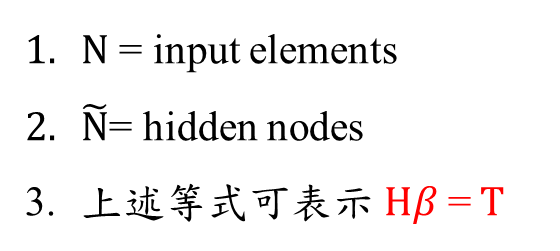 1. N = input elements
2. Ñ= hidden nodes
3. 上述等式可表示 Hβ = T